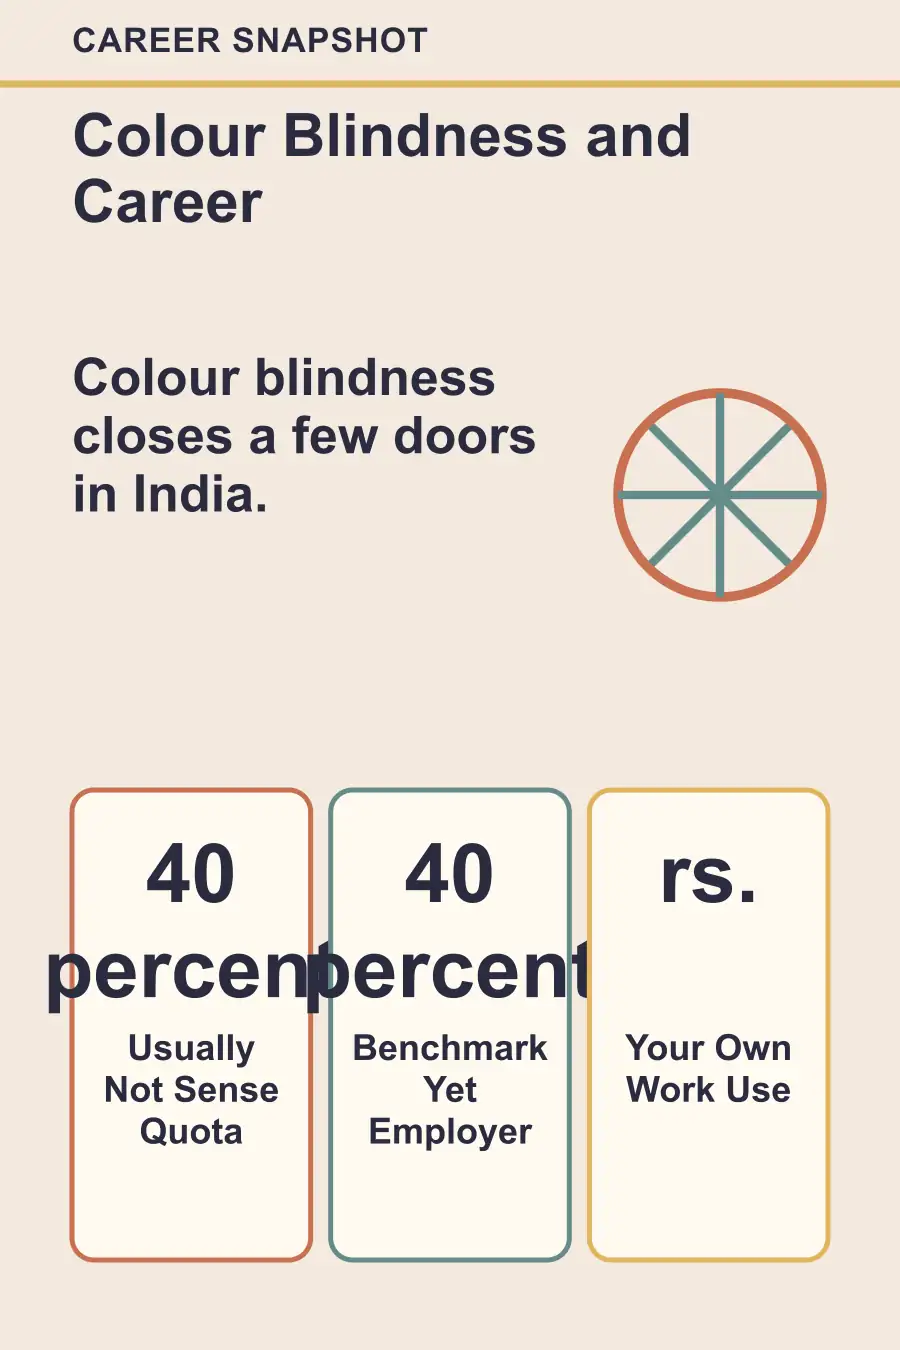 CAREER SNAPSHOT
Colour Blindness and
Career
Colour blindness
closes a few doors
in India.
40
percent
Usually
Not Sense
Quota
40
percent
Benchmark
Yet
Employer
rs.
Your Own
Work Use